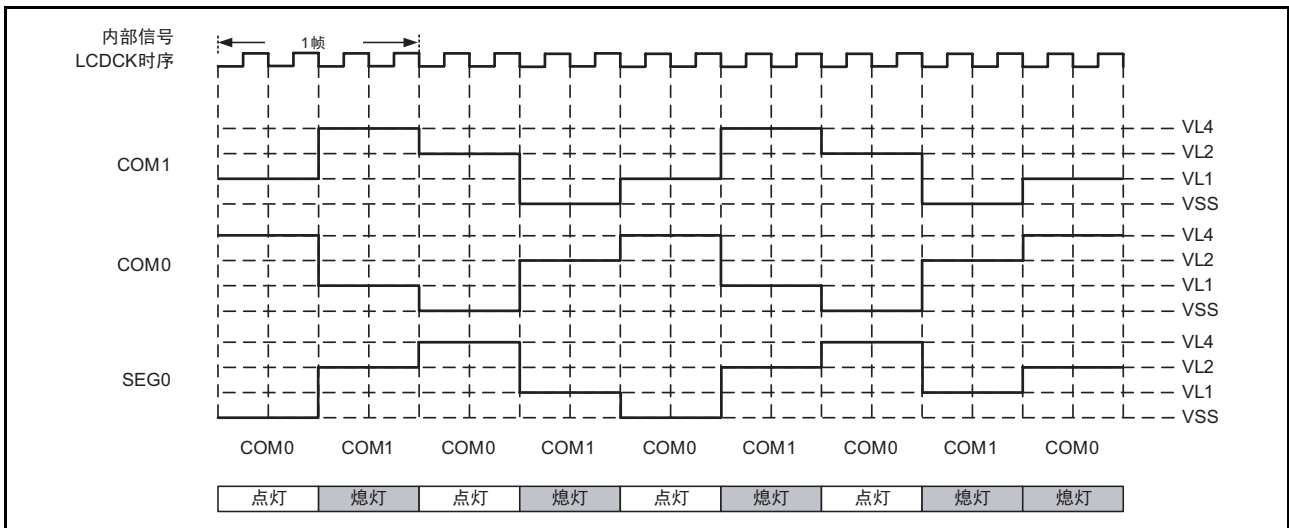 内部信号
LCDCK时序
1帧
COM1
VL4
VL2
VL1
VSS
COM0
VL4
VL2
VL1
VSS
SEG0
VL4
VL2
VL1
VSS
COM0 COM1 COM0 COM1 COM0 COM1 COM0 COM1 COM0
点灯 熄灯 点灯 熄灯 点灯 熄灯 点灯 熄灯 熄灯